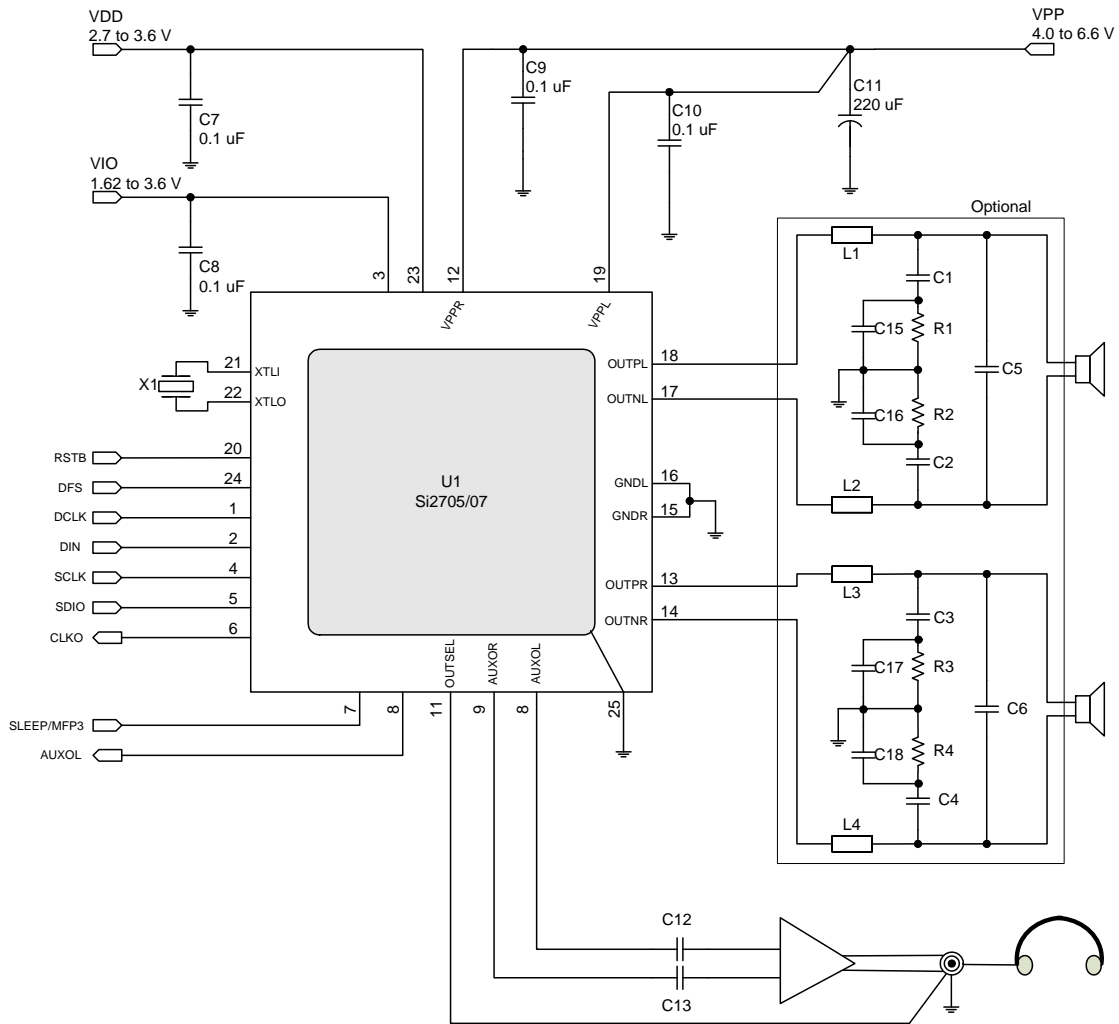 VDD
2.7 to 3.6 V
VPP
4.0 to 6.6 V
C7
0.1 uF
C9
0.1 uF
C10
0.1 uF
C11
220 uF
VIO
1.62 to 3.6 V
C8
0.1 uF
Optional
3
23
12
19
VPPR
VPPL
X1
21
XTLI
22
XTLO
RSTB
20
DFS
24
DCLK
1
DIN
2
SCLK
4
SDIO
5
CLKO
6
U1
Si2705/07
OUTPL
18
OUTNL
17
GNDL
16
GNDR
15
OUTPR
13
OUTNR
14
L1
C1
C15
R1
C5
C16
R2
C2
L2
L3
C3
C17
R3
C6
C18
R4
C4
L4
OUTSEL
AUXOR
AUXOL
7
8
11
9
8
25
SLEEP/MFP3
AUXOL
C12
C13